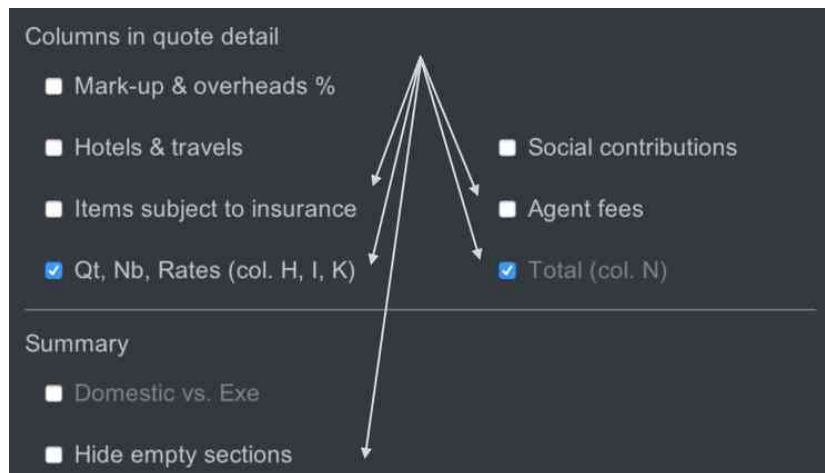 Columns in quote detail
Mark-up & overheads %
Hotels & travels
Social contributions
Items subject to insurance
Agent fees
Qt, Nb, Rates (col. H, I, K)
Total (col. N)
Summary
Domestic vs. Exe
Hide empty sections